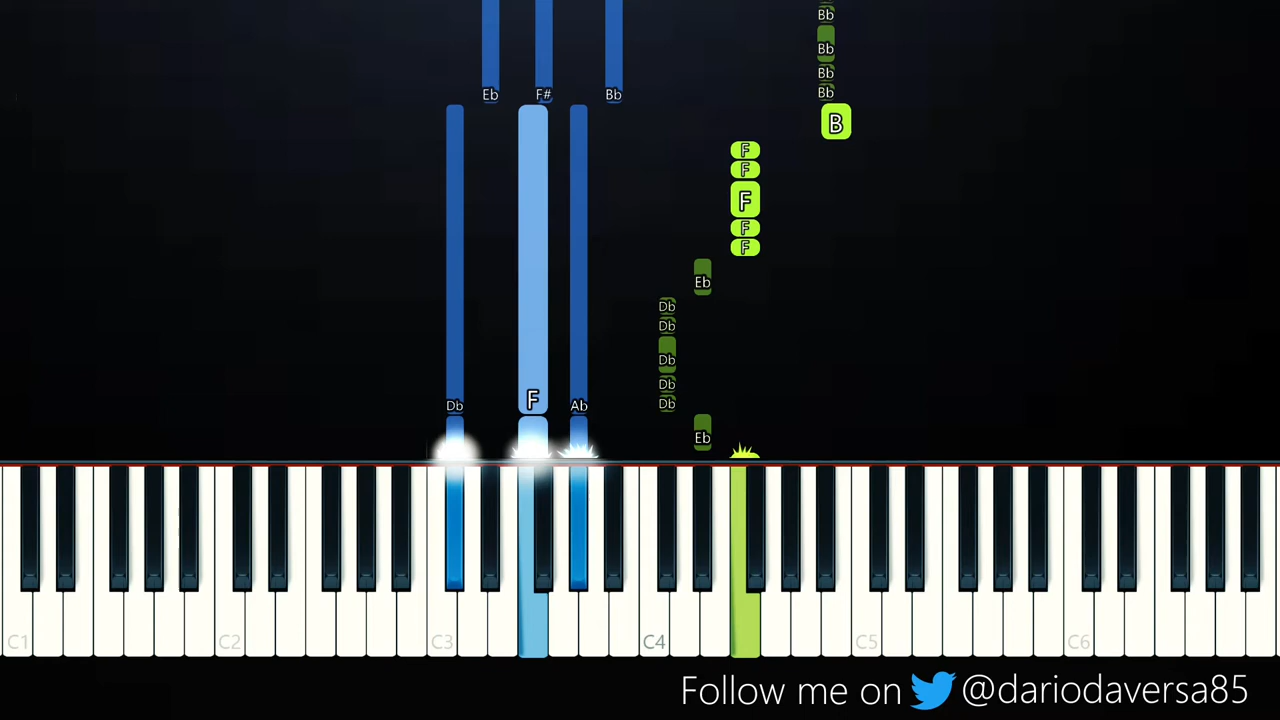 Bb
Bb
Bb
Bb
Eb F# Bb
B
F
F
F
F
F
Eb
Db
Db
Db
Db
Db
F
Db Ab
Eb
C1 C2 C3 C4 C5 C6
Follow me on @dariodaversa85